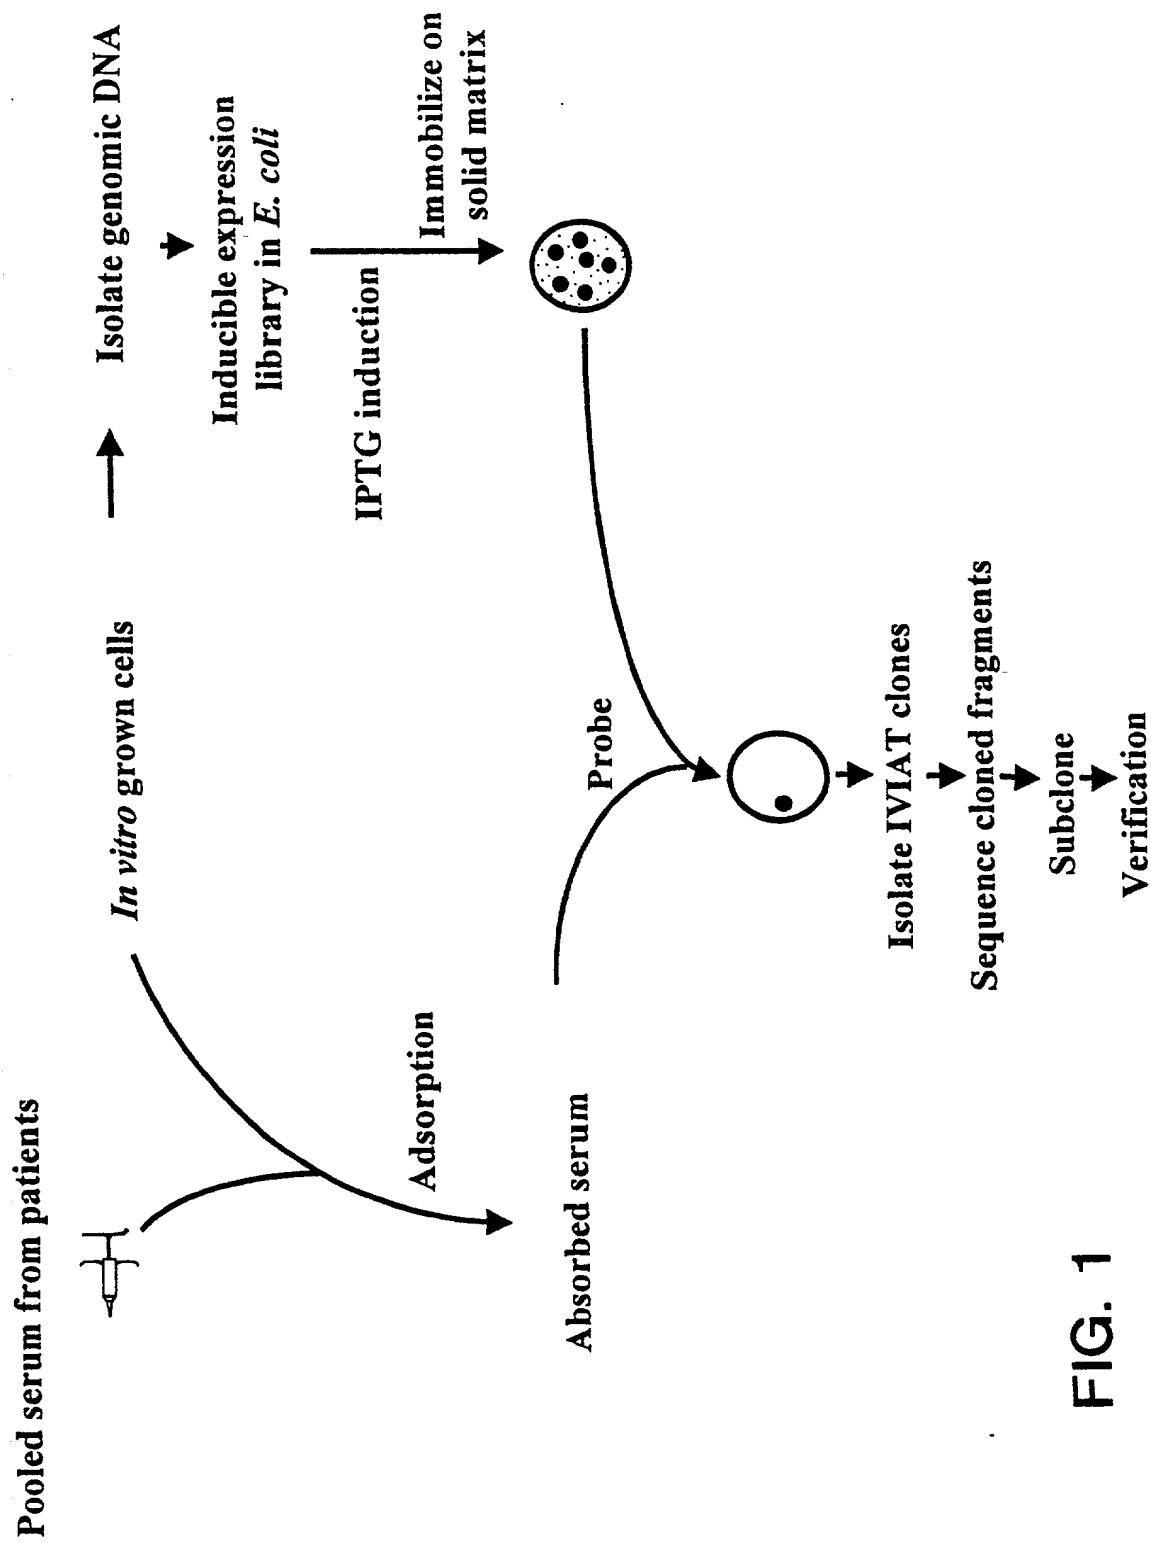 Pooled serum from patients
In vitro grown cells
Isolate genomic DNA
Inducible expression
library in E. coli
IPTG induction
Immobilize on
solid matrix
Adsorption
Absorbed serum
Probe
Isolate IVIAT clones
Sequence cloned fragments
Subclone
Verification
FIG. 1